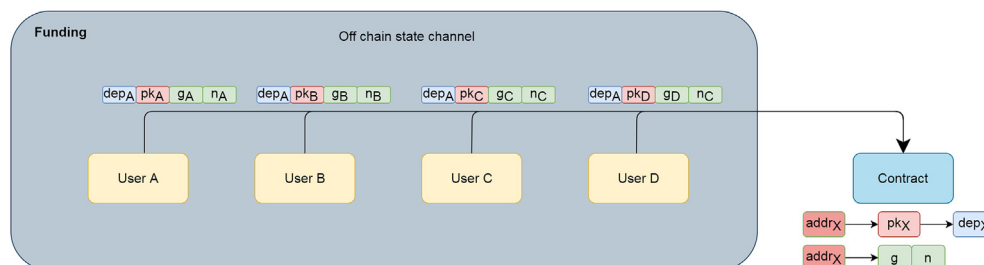 Funding
Off chain state channel
depA pkA gA nA depA pkB gB nB depA pkC gC nC depA pkD gD nC
User A User B User C User D Contract
addrX pkX depX
addrX g n